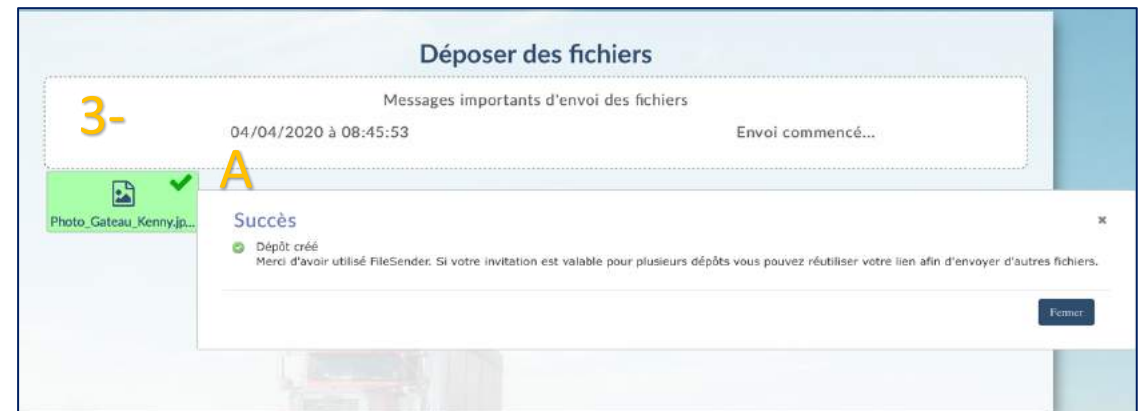 Déposer des fichiers
3-
Messages importants d'envoi des fichiers
04/04/2020 à 08:45:53 Envoi commencé...
A
Photo_Gateau_Kenny.jp...
Succès
×
Dépôt créé
Merci d'avoir utilisé FileSender. Si votre invitation est valable pour plusieurs dépôts vous pouvez réutiliser votre lien afin d'envoyer d'autres fichiers.
Fermer